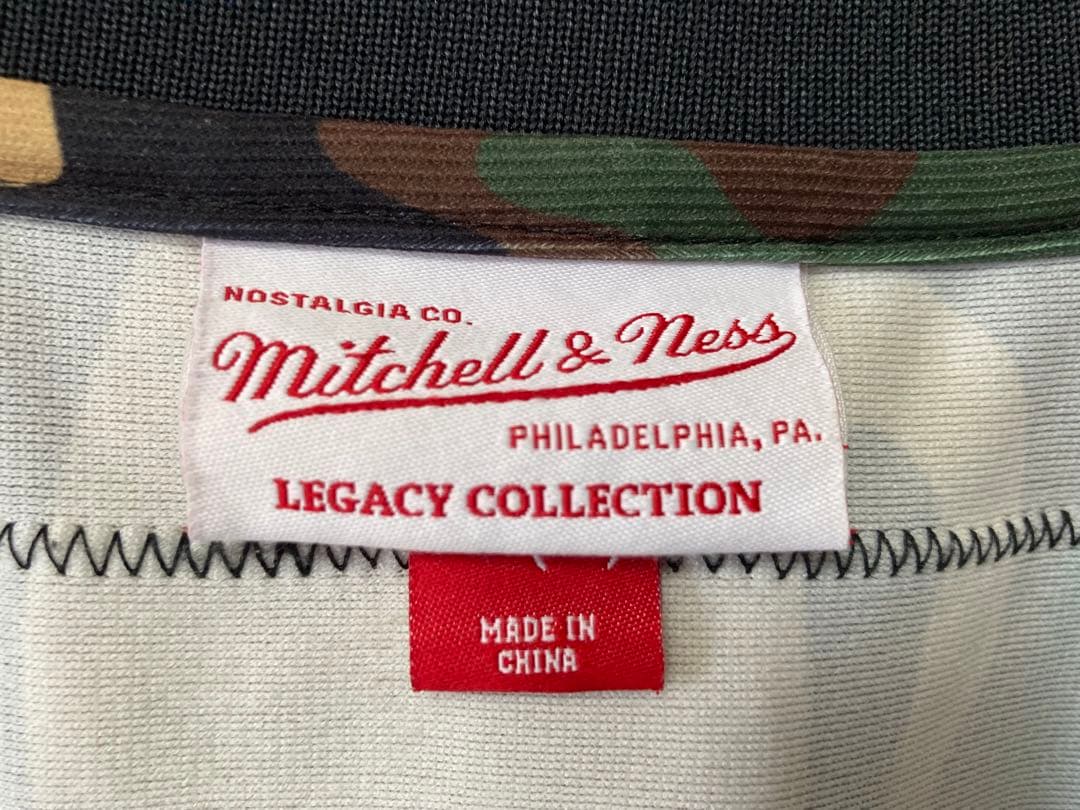 NOSTALGIA CO.
Mitchell & Ness
PHILADELPHIA, PA.
LEGACY COLLECTION
MADE IN
CHINA